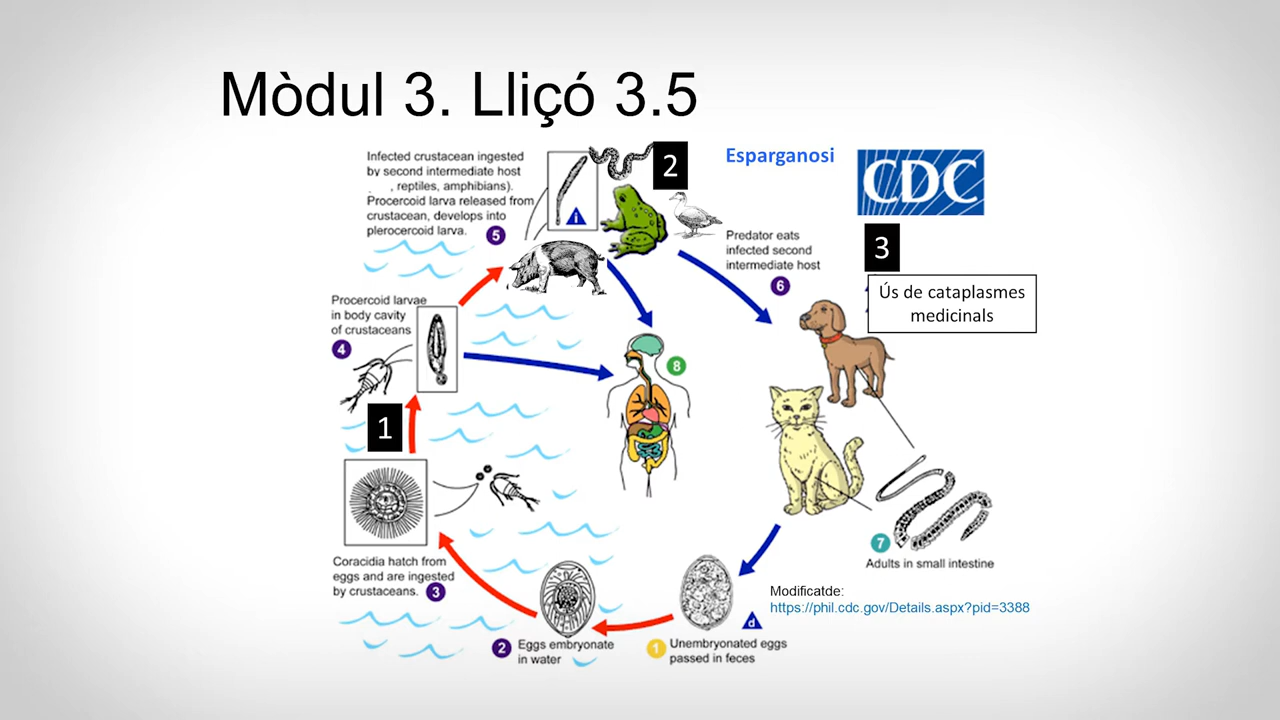 Mòdul 3. Lliçó 3.5
Infected crustacean ingested
by second intermediate host
, reptiles, amphibians).
Procercoid larva released from
crustacean, develops into
plerocercoid larva.
5
i
2
Esparganosi
CDC
Predator eats
infected second
intermediate host
6
3
Ús de cataplasmes
medicinals
Procercoid larvae
in body cavity
of crustaceans
4
8
1
7
Adults in small intestine
Coracidia hatch from
eggs and are ingested
by crustaceans.
3
Modificatde:
https://phil.cdc.gov/Details.aspx?pid=3388
d
2
Eggs embryonate
in water
1
Unembryonated eggs
passed in feces